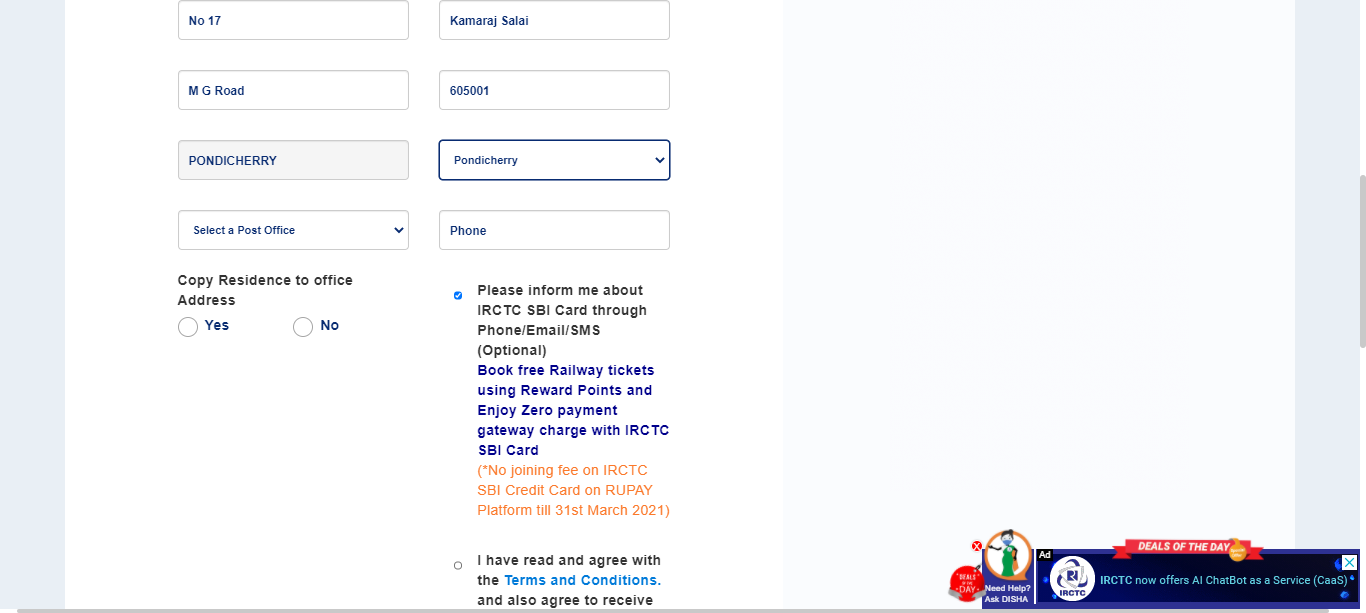 No 17
Kamaraj Salai
M G Road
605001
PONDICHERRY
Pondicherry
Select a Post Office
Phone
Copy Residence to office
Address
Yes
No
Please inform me about
IRCTC SBI Card through
Phone/Email/SMS
(Optional)
Book free Railway tickets
using Reward Points and
Enjoy Zero payment
gateway charge with IRCTC
SBI Card
(*No joining fee on IRCTC
SBI Credit Card on RUPAY
Platform till 31st March 2021)
I have read and agree with
the Terms and Conditions.
and also agree to receive
DEALS OF THE DAY
Need Help?
Ask DISHA
Ad
DEALS OF THE DAY
IRCTC
IRCTC now offers AI ChatBot as a Service (CaaS)